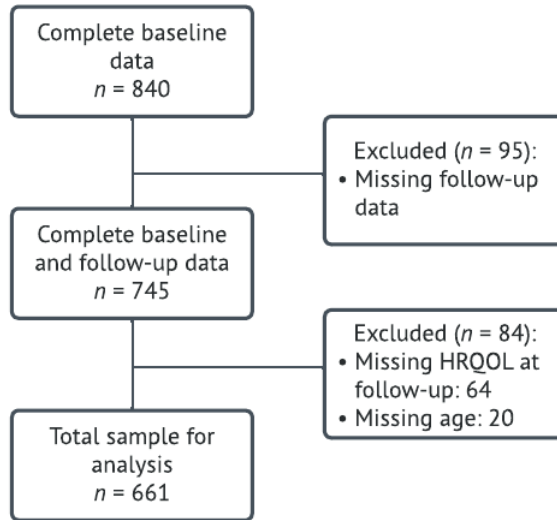 Complete baseline
data
n = 840
Excluded (n = 95):
• Missing follow-up
data
Complete baseline
and follow-up data
n = 745
Excluded (n = 84):
• Missing HRQOL at
follow-up: 64
• Missing age: 20
Total sample for
analysis
n = 661